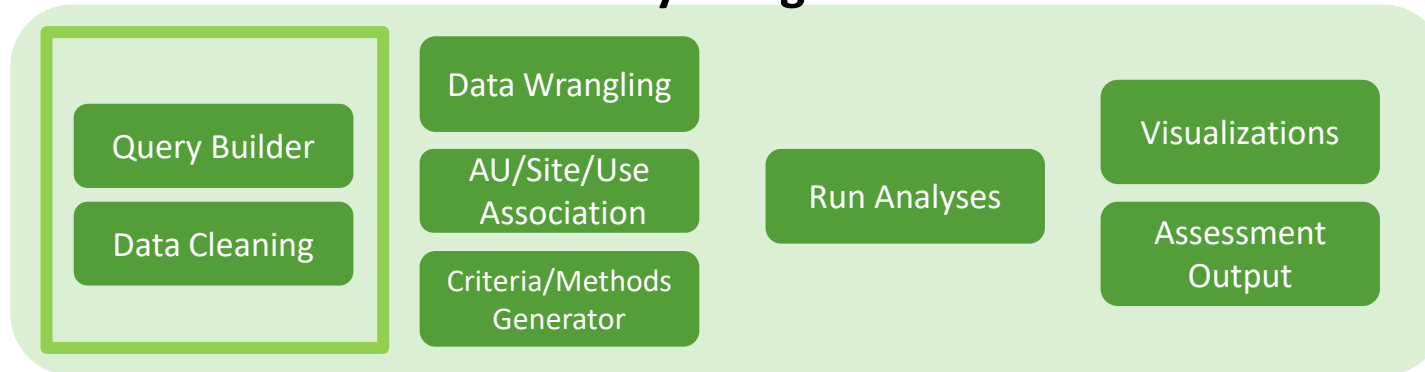 Query Builder
Data Cleaning
Data Wrangling
AU/Site/Use
Association
Criteria/Methods
Generator
Run Analyses
Visualizations
Assessment
Output